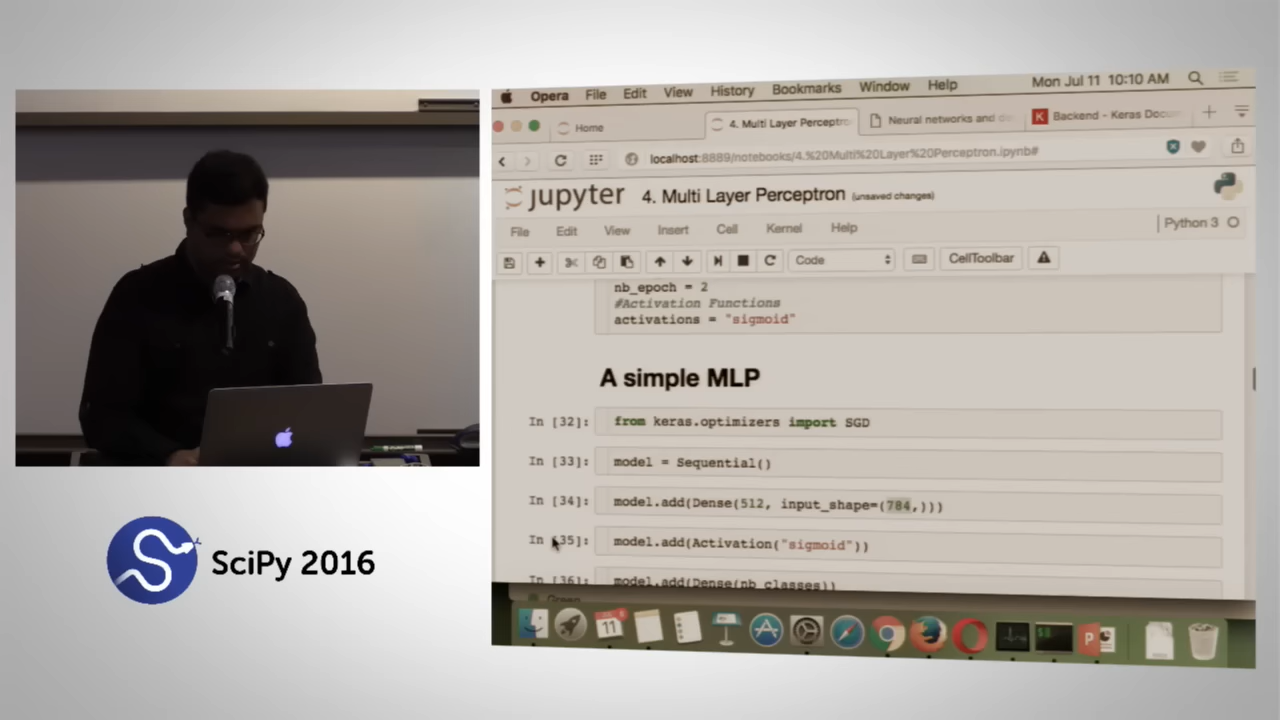 Opera File Edit View History Bookmarks Window Help Mon Jul 11 10:10 AM
Home
4. Multi Layer Perceptro
Neural networks and de
Backend - Keras Docum
localhost:8889/notebooks/4.%20Multi%20Layer%20Perceptron.ipynb#
jupyter 4. Multi Layer Perceptron (unsaved changes)
File Edit View Insert Cell Kernel Help Python 3
Code CellToolbar
nb_epoch = 2
#Activation Functions
activations = "sigmoid"
A simple MLP
In [32]: from keras.optimizers import SGD
In [33]: model = Sequential()
In [34]: model.add(Dense(512, input_shape=(784,)))
In [35]: model.add(Activation("sigmoid"))
In [36]: model.add(Dense(nb_classes))
Green
11
SciPy 2016